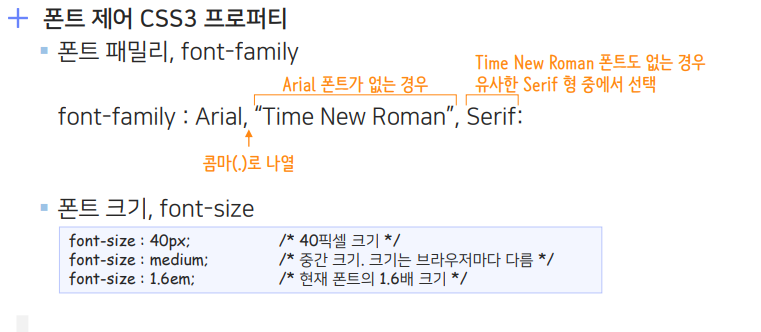 + 폰트 제어 CSS3 프로퍼티
▪ 폰트 패밀리, font-family
Time New Roman 폰트도 없는 경우
유사한 Serif 형 중에서 선택
Arial 폰트가 없는 경우
font-family : Arial, “Time New Roman”, Serif:
콤마(.)로 나열
▪ 폰트 크기, font-size
font-size : 40px; /* 40픽셀 크기 */
font-size : medium; /* 중간 크기. 크기는 브라우저마다 다름 */
font-size : 1.6em; /* 현재 폰트의 1.6배 크기 */